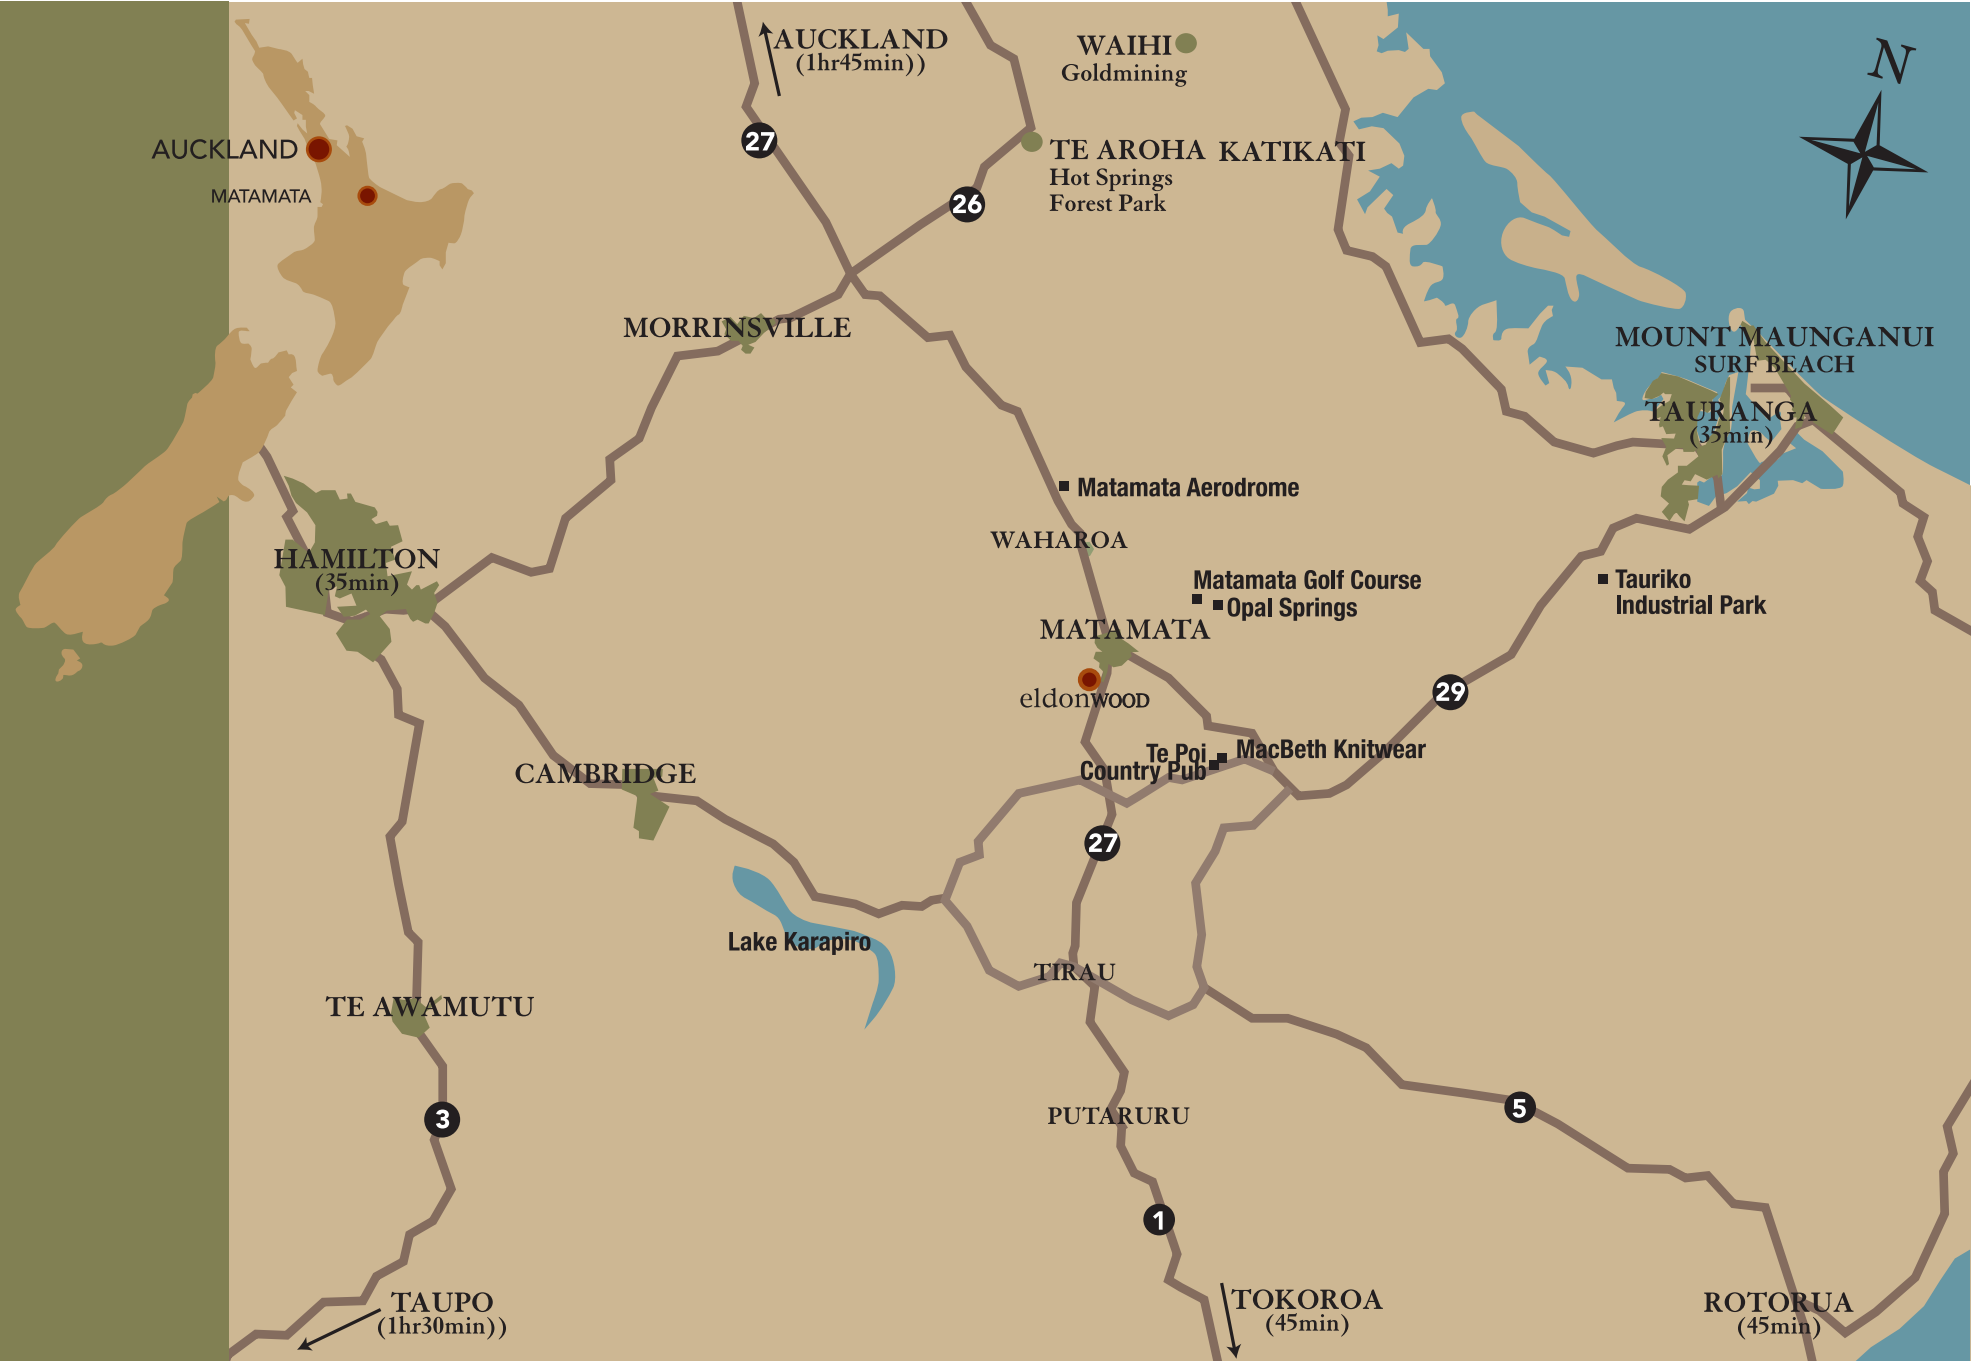 AUCKLAND
(1hr45min))
WAIHI
Goldmining
N
27
AUCKLAND
MATAMATA
TE AROHA
Hot Springs
Forest Park
KATIKATI
26
MORRINSVILLE
MOUNT MAUNGANUI
SURF BEACH
TAURANGA
(35min)
Matamata Aerodrome
WAHAROA
HAMILTON
(35min)
Matamata Golf Course
Opal Springs
Tauriko
Industrial Park
MATAMATA
eldonwood
29
Te Poi
Country Pub
MacBeth Knitwear
CAMBRIDGE
27
Lake Karapiro
TIRAU
TE AWAMUTU
PUTARURU
3
5
1
TAUPO
(1hr30min))
TOKOROA
(45min)
ROTORUA
(45min)